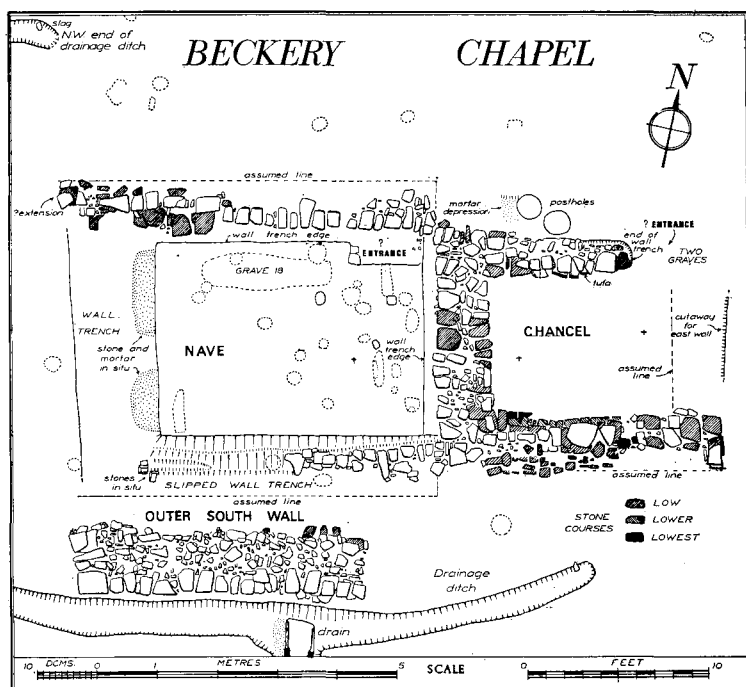 slag
NW end of
drainage ditch
BECKERY CHAPEL
N
assumed line
?extension
mortar
depression
postholes
? ENTRANCE
end of
wall
trench
TWO
GRAVES
wall trench edge
?
ENTRANCE
GRAVE 18
tufa
WALL
TRENCH
stone and
mortar
in situ
NAVE
wall
trench
edge
CHANCEL
cutaway
for
east wall
assumed
line
stones
in situ
SLIPPED WALL TRENCH
assumed line
assumed line
OUTER SOUTH WALL
STONE
COURSES
LOW
LOWER
LOWEST
Drainage
ditch
drain
10 DCMS. 0 1 METRES 5 SCALE 0 FEET 10